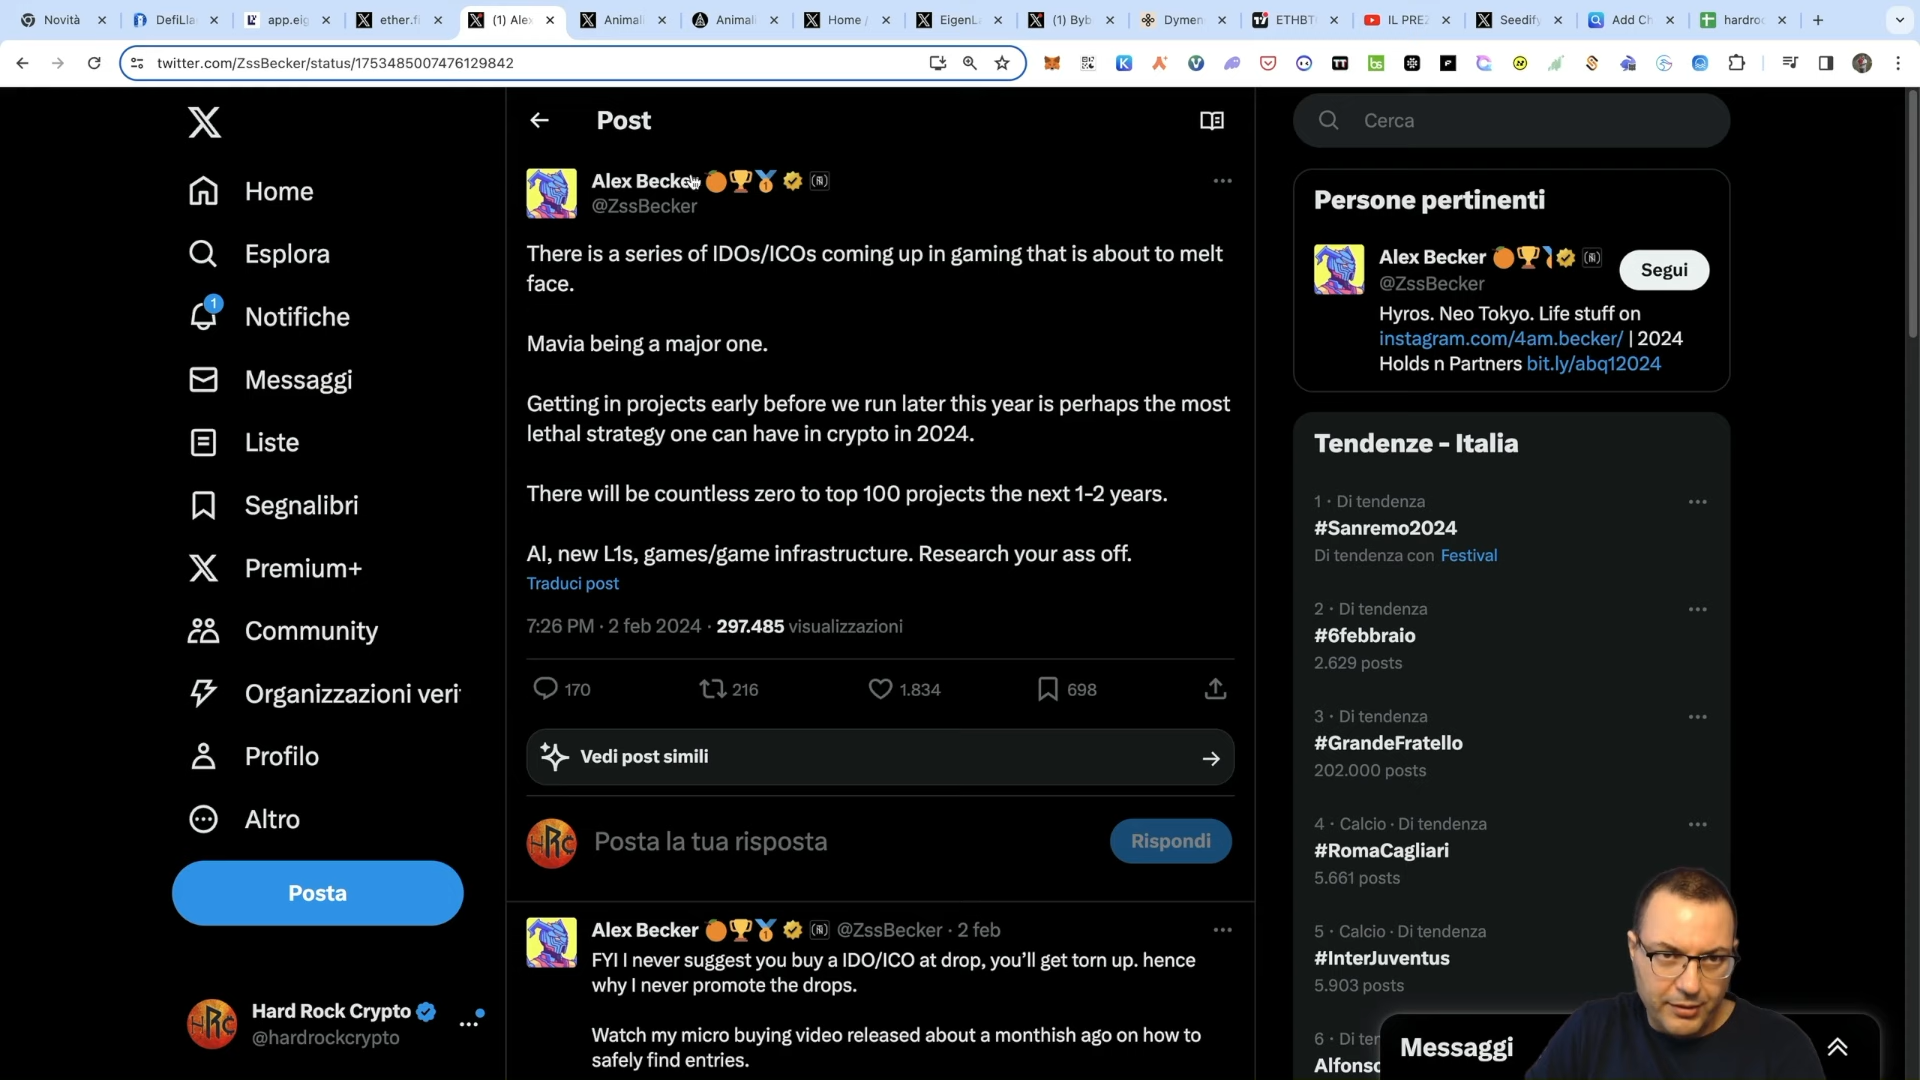 Novità
DefiLla
app.eig
ether.fi
(1) Alex
Animali
Animali
Home /
EigenLa
(1) Byb
Dymen
ETHBT
IL PREZ
Seedify
Add Ch
hardroc
twitter.com/ZssBecker/status/1753485007476129842
Home
Esplora
Notifiche
1
Messaggi
Liste
Segnalibri
Premium+
Community
Organizzazioni veri
Profilo
Altro
Posta
Hard Rock Crypto
@hardrockcrypto
Post
Alex Becker
@ZssBecker
There is a series of IDOs/ICOs coming up in gaming that is about to melt
face.
Mavia being a major one.
Getting in projects early before we run later this year is perhaps the most
lethal strategy one can have in crypto in 2024.
There will be countless zero to top 100 projects the next 1-2 years.
AI, new L1s, games/game infrastructure. Research your ass off.
Traduci post
7:26 PM · 2 feb 2024 · 297.485 visualizzazioni
170 216 1.834 698
Vedi post simili
HRC Posta la tua risposta Rispondi
Alex Becker @ZssBecker · 2 feb
FYI I never suggest you buy a IDO/ICO at drop, you'll get torn up. hence
why I never promote the drops.
Watch my micro buying video released about a monthish ago on how to
safely find entries.
Cerca
Persone pertinenti
Alex Becker
@ZssBecker
Segui
Hyros. Neo Tokyo. Life stuff on
instagram.com/4am.becker/ | 2024
Holds n Partners bit.ly/abq12024
Tendenze - Italia
1 · Di tendenza
#Sanremo2024
Di tendenza con Festival
2 · Di tendenza
#6febbraio
2.629 posts
3 · Di tendenza
#GrandeFratello
202.000 posts
4 · Calcio · Di tendenza
#RomaCagliari
5.661 posts
5 · Calcio · Di tendenza
#InterJuventus
5.903 posts
6 · Di ter
Alfonso
Messaggi